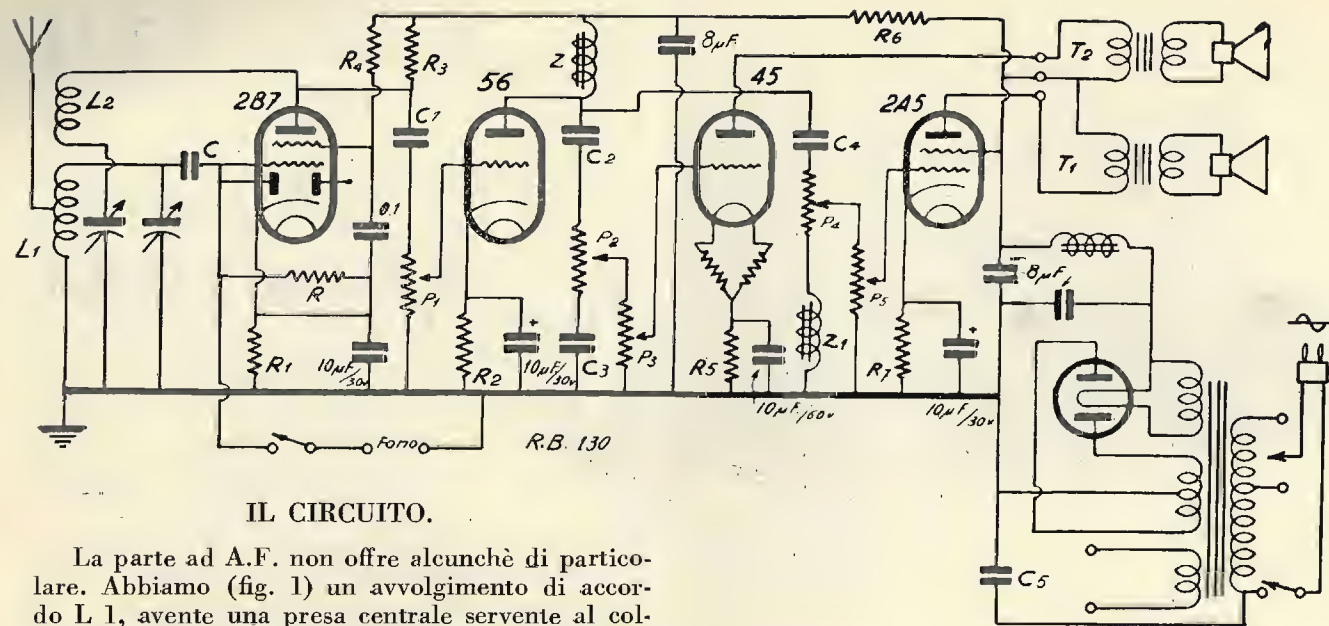 R6
8µF.
T2
R4
R3
Z
56
45
2A5
L2
2B7
C
C1
C2
C4
T1
L1
0.1
P2
P4
8µF.
R
P1
P5
P3
Z1
R1
10µF/30v
R2
10µF/30v
C3
R5
R7
10µF/60v
10µF/30v
Fono
R.B. 130
C5
IL CIRCUITO.
La parte ad A.F. non offre alcunchè di partico-
lare. Abbiamo (fig. 1) un avvolgimento di accor-
do L 1, avente una presa centrale servente al col-